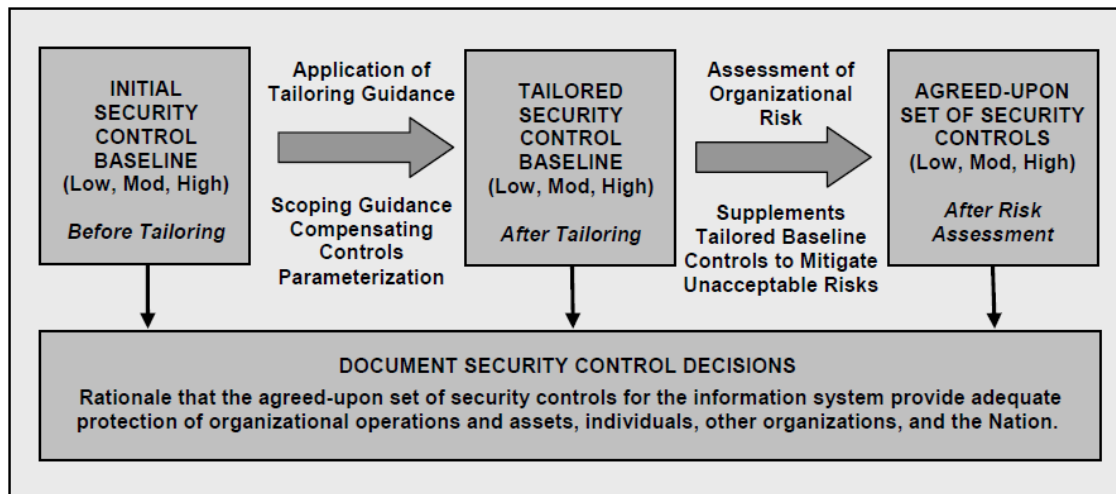 INITIAL
SECURITY
CONTROL
BASELINE
(Low, Mod, High)
Before Tailoring
Application of
Tailoring Guidance
Scoping Guidance
Compensating
Controls
Parameterization
TAILORED
SECURITY
CONTROL
BASELINE
(Low, Mod, High)
After Tailoring
Assessment of
Organizational
Risk
Supplements
Tailored Baseline
Controls to Mitigate
Unacceptable Risks
AGREED-UPON
SET OF SECURITY
CONTROLS
(Low, Mod, High)
After Risk
Assessment
DOCUMENT SECURITY CONTROL DECISIONS
Rationale that the agreed-upon set of security controls for the information system provide adequate
protection of organizational operations and assets, individuals, other organizations, and the Nation.